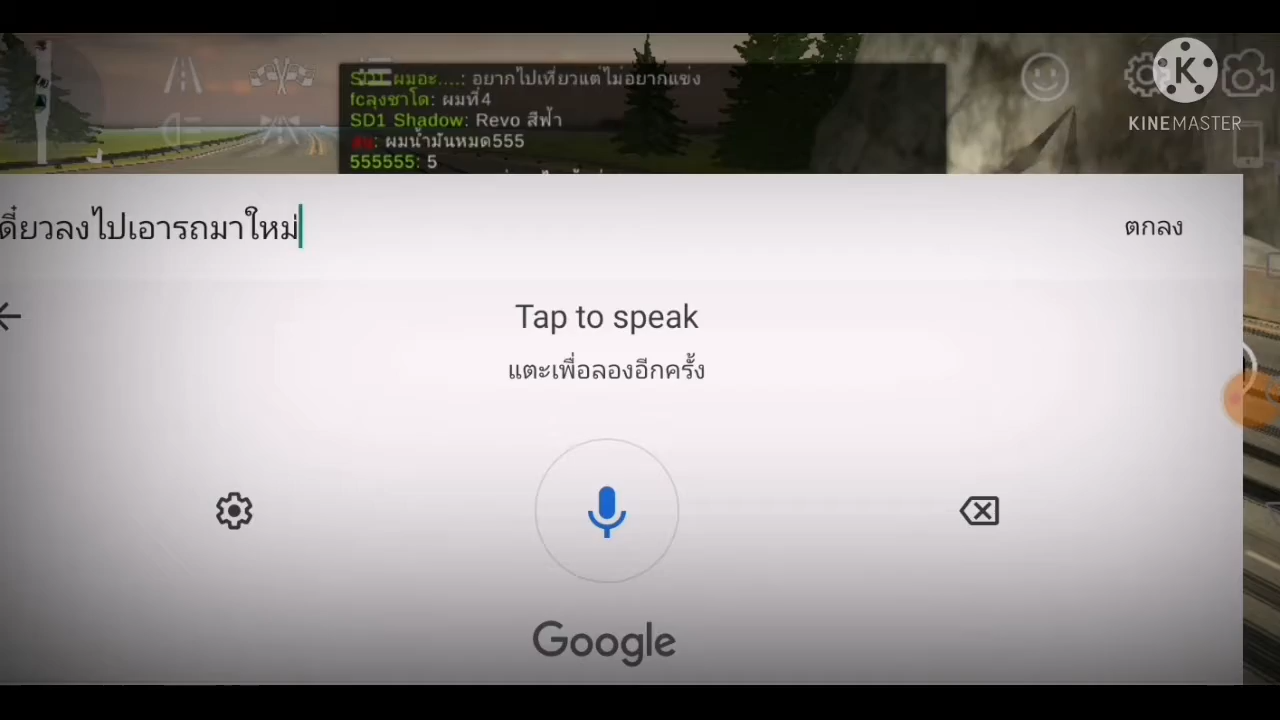 SD1 ผมอะ....: อยากไปเที่ยวแต่ไม่อยากแข่ง
fcลุงชาโด: ผมที่4
SD1 Shadow: Revo สีฟ้า
: ผมน้ำมันหมด555
555555: 5
KINEMASTER
ดี๋ยวลงไปเอารถมาใหม่
ตกลง
Tap to speak
แตะเพื่อลองอีกครั้ง
Google